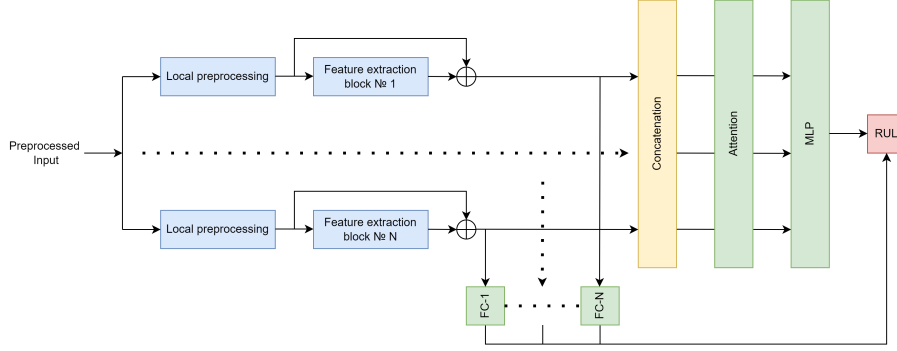 Preprocessed
Input
Local preprocessing
Feature extraction
block № 1
Local preprocessing
Feature extraction
block № N
FC-1
FC-N
Concatenation
Attention
MLP
RUL